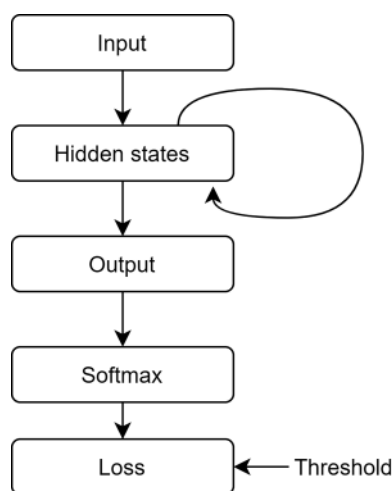 Input
Hidden states
Output
Softmax
Loss
Threshold